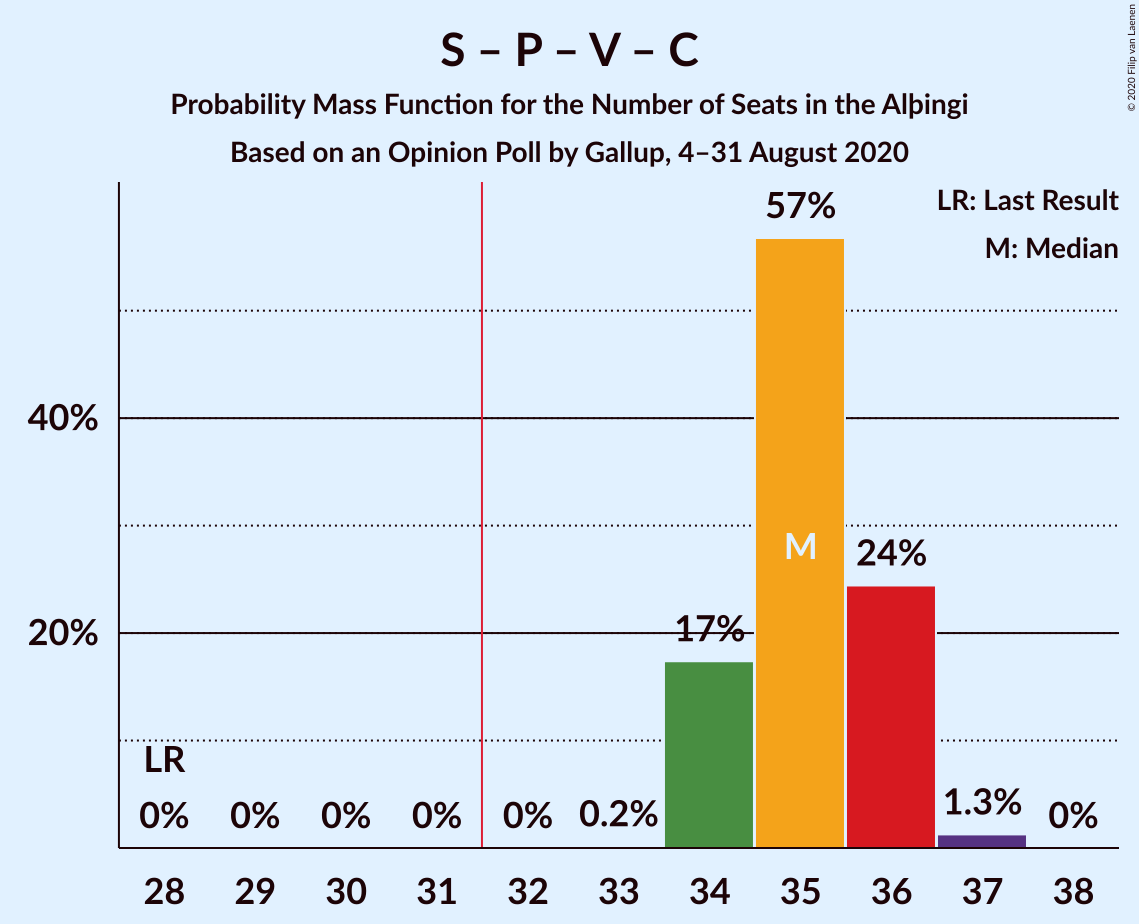 S – P – V – C
Probability Mass Function for the Number of Seats in the Alþingi
Based on an Opinion Poll by Gallup, 4–31 August 2020
© 2020 Filip van Laenen
LR: Last Result
M: Median
57%
40%
M
24%
20%
17%
LR
0%
0%
0%
0%
0%
0.2%
1.3%
0%
28 29 30 31 32 33 34 35 36 37 38